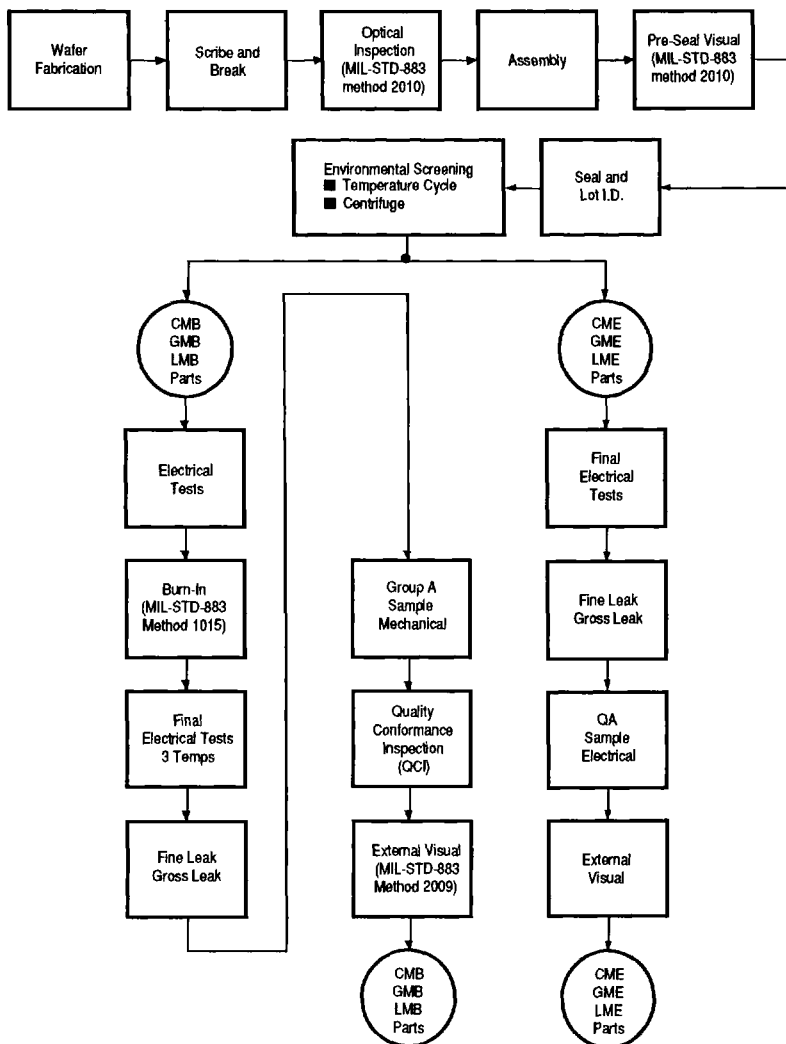 Wafer
Fabrication
Scribe and
Break
Optical
Inspection
(MIL-STD-883
method 2010)
Assembly
Pre-Seal Visual
(MIL-STD-883
method 2010)
Environmental Screening
■ Temperature Cycle
■ Centrifuge
Seal and
Lot I.D.
CMB
GMB
LMB
Parts
CME
GME
LME
Parts
Electrical
Tests
Final
Electrical
Tests
Burn-In
(MIL-STD-883
Method 1015)
Group A
Sample
Mechanical
Fine Leak
Gross Leak
Final
Electrical Tests
3 Temps
Quality
Conformance
Inspection
(QCI)
QA
Sample
Electrical
Fine Leak
Gross Leak
External Visual
(MIL-STD-883
Method 2009)
External
Visual
CMB
GMB
LMB
Parts
CME
GME
LME
Parts